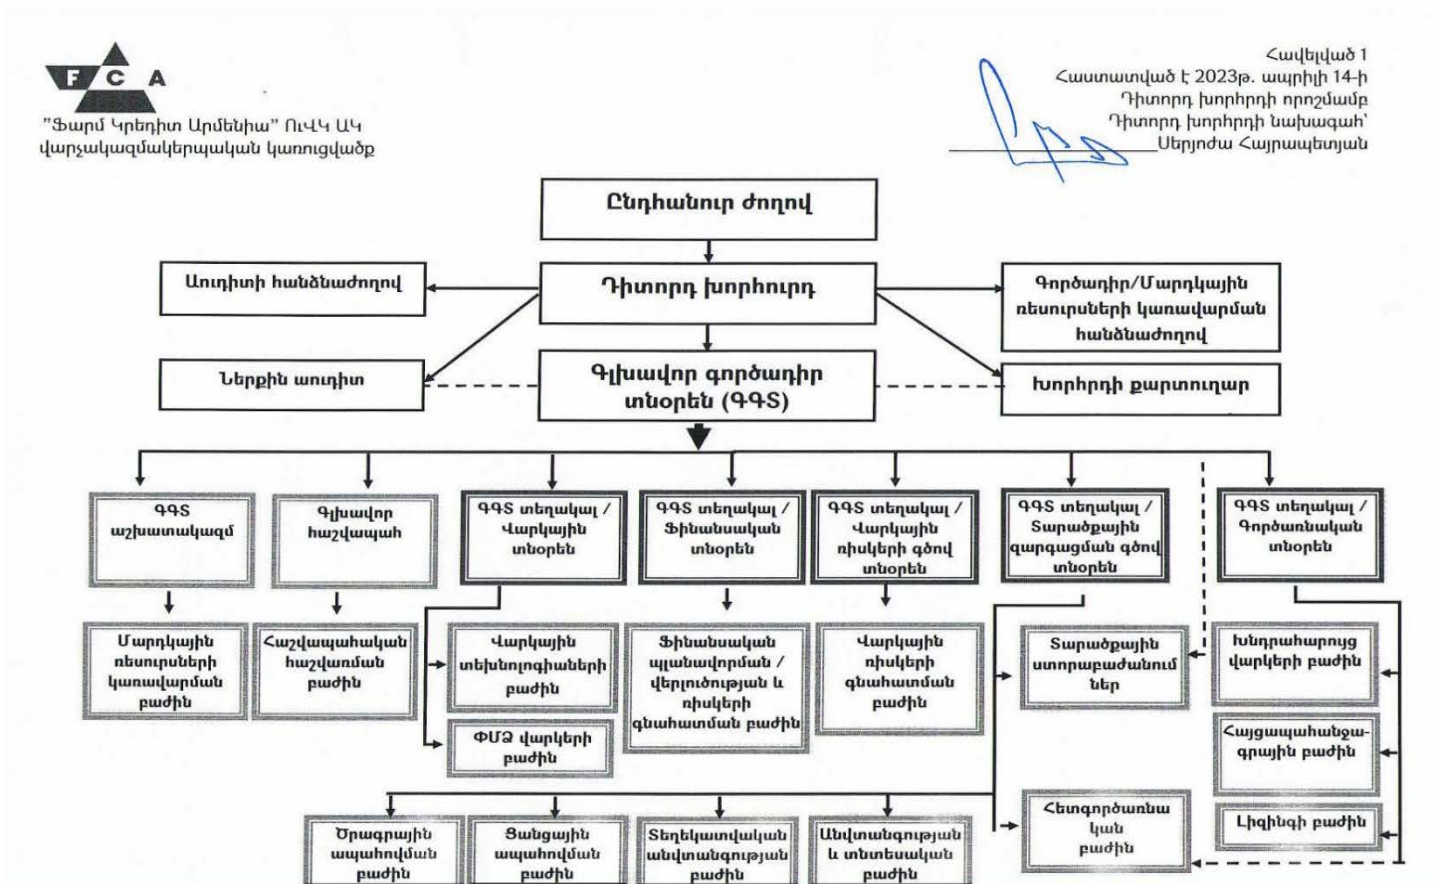 F C A
"Ֆարմ Կրեդիտ Արմենիա" ՈւՎԿ ԱԿ
վարչակազմակերպական կառուցվածք
Հավելված 1
Հաստատված է 2023թ. ապրիլի 14-ի
Դիտորդ խորհրդի որոշմամբ
Դիտորդ խորհրդի նախագահ՝
Սերյոժա Հայրապետյան
Ընդհանուր ժողով
Աուդիտի հանձնաժողով
Դիտորդ խորհուրդ
Գործադիր/Մարդկային
ռեսուրսների կառավարման
հանձնաժողով
Ներքին աուդիտ
Գլխավոր գործադիր
տնօրեն (ԳԳՏ)
Խորհրդի քարտուղար
ԳԳՏ
աշխատակազմ
Գլխավոր
հաշվապահ
ԳԳՏ տեղակալ /
Վարկային
տնօրեն
ԳԳՏ տեղակալ /
Ֆինանսական
տնօրեն
ԳԳՏ տեղակալ /
Վարկային
ռիսկերի գծով
տնօրեն
ԳԳՏ տեղակալ /
Տարածքային
զարգացման գծով
տնօրեն
ԳԳՏ տեղակալ /
Գործառնական
տնօրեն
Մարդկային
ռեսուրսների
կառավարման
բաժին
Հաշվապահական
հաշվառման
բաժին
Վարկային
տեխնոլոգիաների
բաժին
Ֆինանսական
պլանավորման /
վերլուծության և
ռիսկերի
գնահատման բաժին
Վարկային
ռիսկերի
գնահատման
բաժին
Տարածքային
ստորաբաժանում
ներ
Խնդրահարույց
վարկերի բաժին
ՓՄՁ վարկերի
բաժին
Հայցապահանջա-
գրային բաժին
Հետգործառնա
կան
բաժին
Լիզինգի բաժին
Ծրագրային
ապահովման
բաժին
Ցանցային
ապահովման
բաժին
Տեղեկատվական
անվտանգության
բաժին
Անվտանգության
և տնտեսական
բաժին